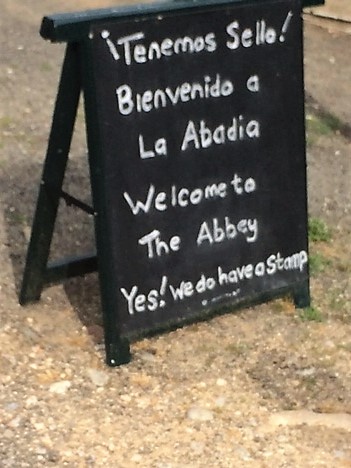 ¡Tenemos Sello!
Bienvenido a
La Abadia
Welcome to
The Abbey
Yes! We do have a Stamp